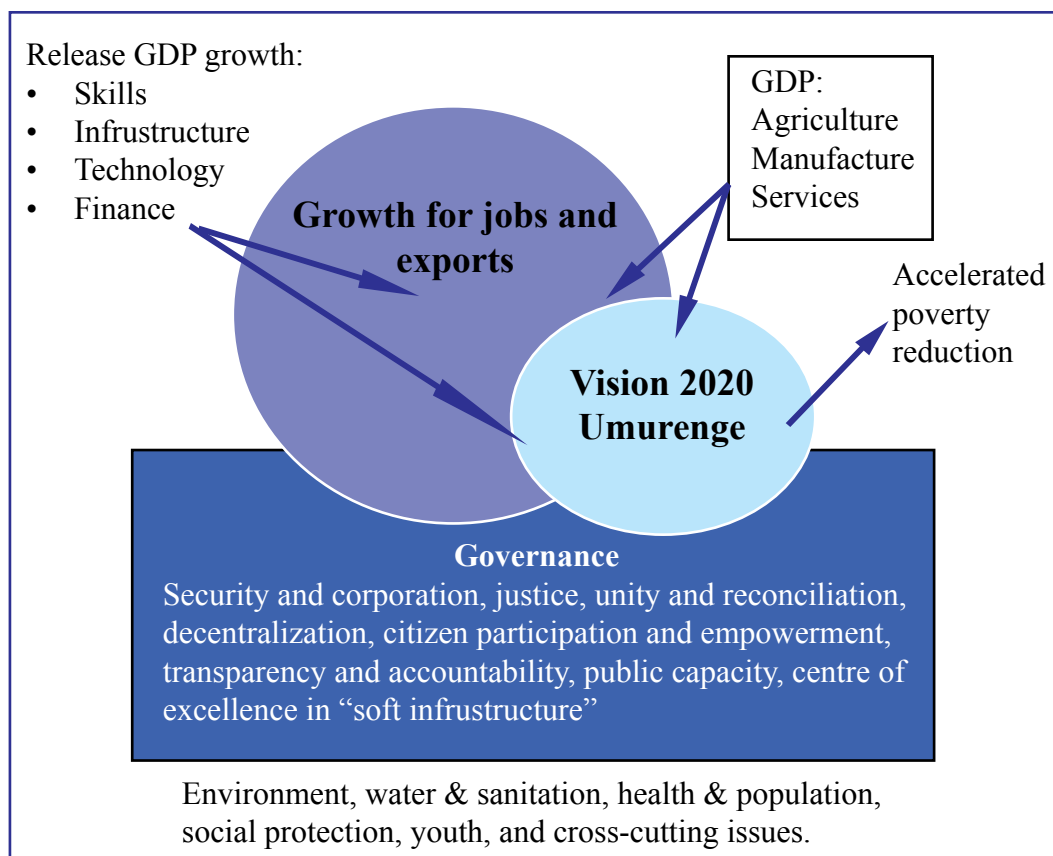 Release GDP growth:
• Skills
• Infrustructure
• Technology
• Finance
GDP:
Agriculture
Manufacture
Services
Growth for jobs and
exports
Accelerated
poverty
reduction
Vision 2020
Umurenge
Governance
Security and corporation, justice, unity and reconciliation,
decentralization, citizen participation and empowerment,
transparency and accountability, public capacity, centre of
excellence in “soft infrustructure”
Environment, water & sanitation, health & population,
social protection, youth, and cross-cutting issues.